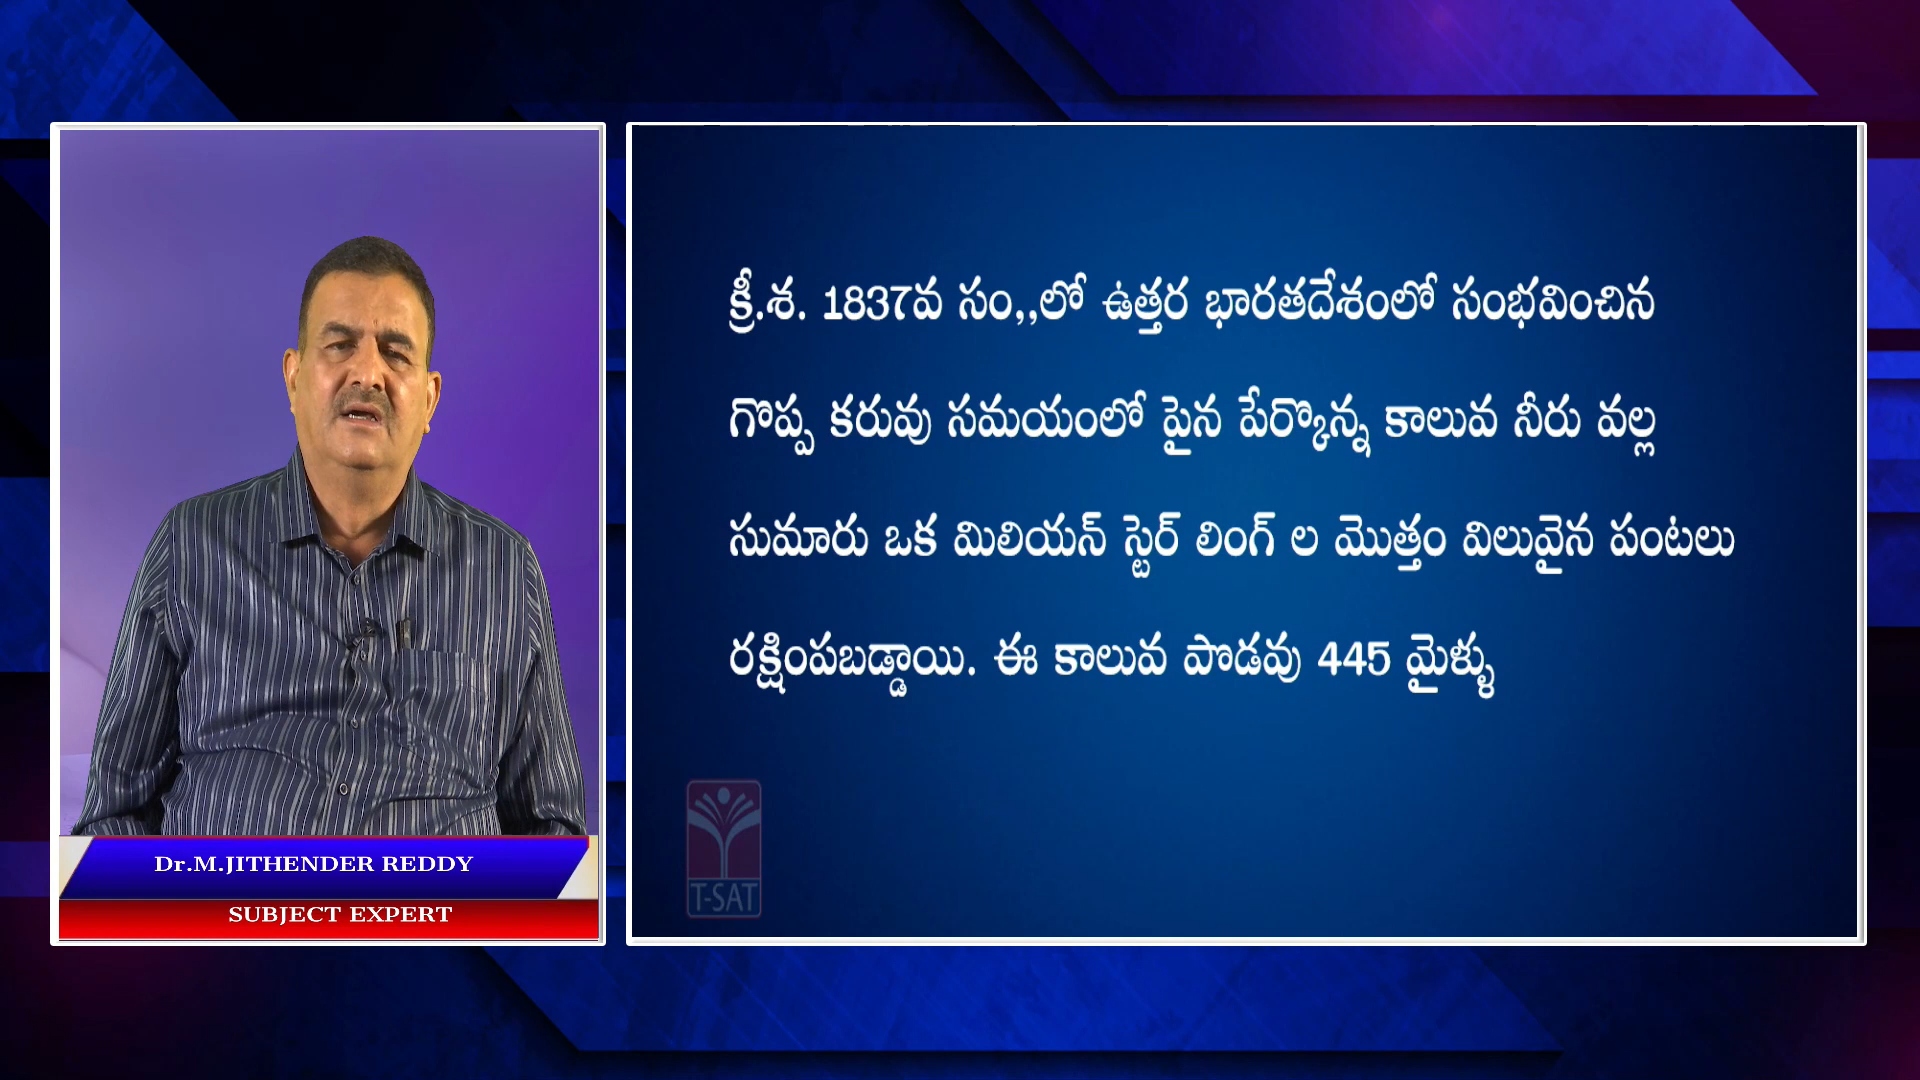 క్రీ.శ. 1837వ సం,,లో ఉత్తర భారతదేశంలో సంభవించిన
గొప్ప కరువు సమయంలో పైన పేర్కొన్న కాలువ నీరు వల్ల
సుమారు ఒక మిలియన్ స్టెర్ లింగ్ ల మొత్తం విలువైన పంటలు
రక్షింపబడ్డాయి. ఈ కాలువ పొడవు 445 మైళ్ళు
T-SAT
Dr.M.JITHENDER REDDY
SUBJECT EXPERT